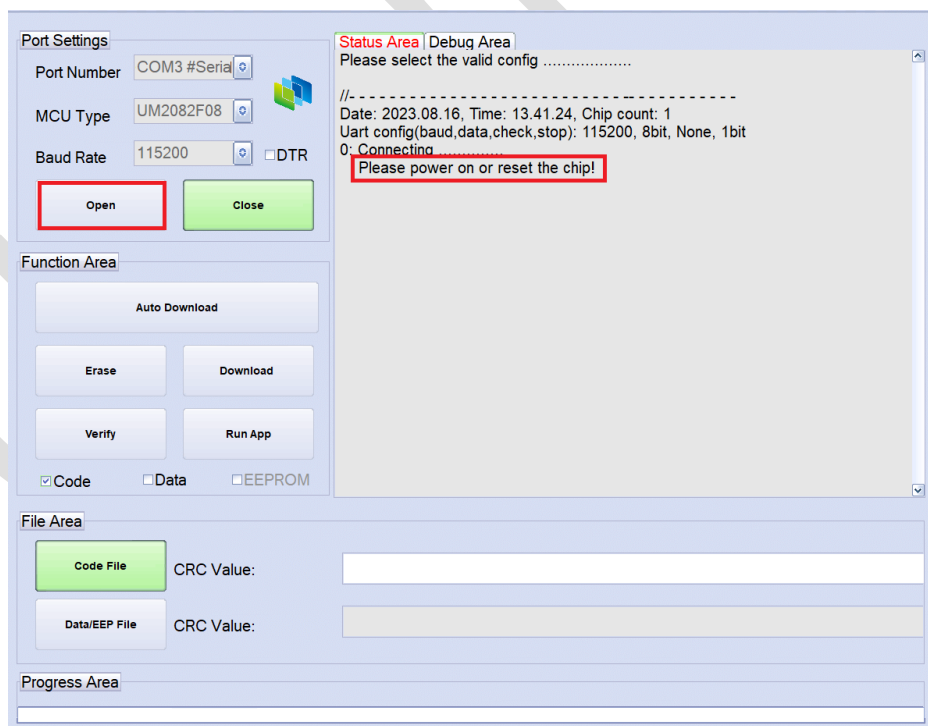 Port Settings
Port Number COM3 #Serial
MCU Type UM2082F08
Baud Rate 115200 DTR
Open Close
Status Area Debug Area
Please select the valid config ...................
//- - - - - - - - - - - - - - - - - - - - - - - - - - - - - - - - - - - - - -
Date: 2023.08.16, Time: 13.41.24, Chip count: 1
Uart config(baud,data,check,stop): 115200, 8bit, None, 1bit
0: Connecting ..............
Please power on or reset the chip!
Function Area
Auto Download
Erase Download
Verify Run App
Code Data EEPROM
File Area
Code File CRC Value:
Data/EEP File CRC Value:
Progress Area